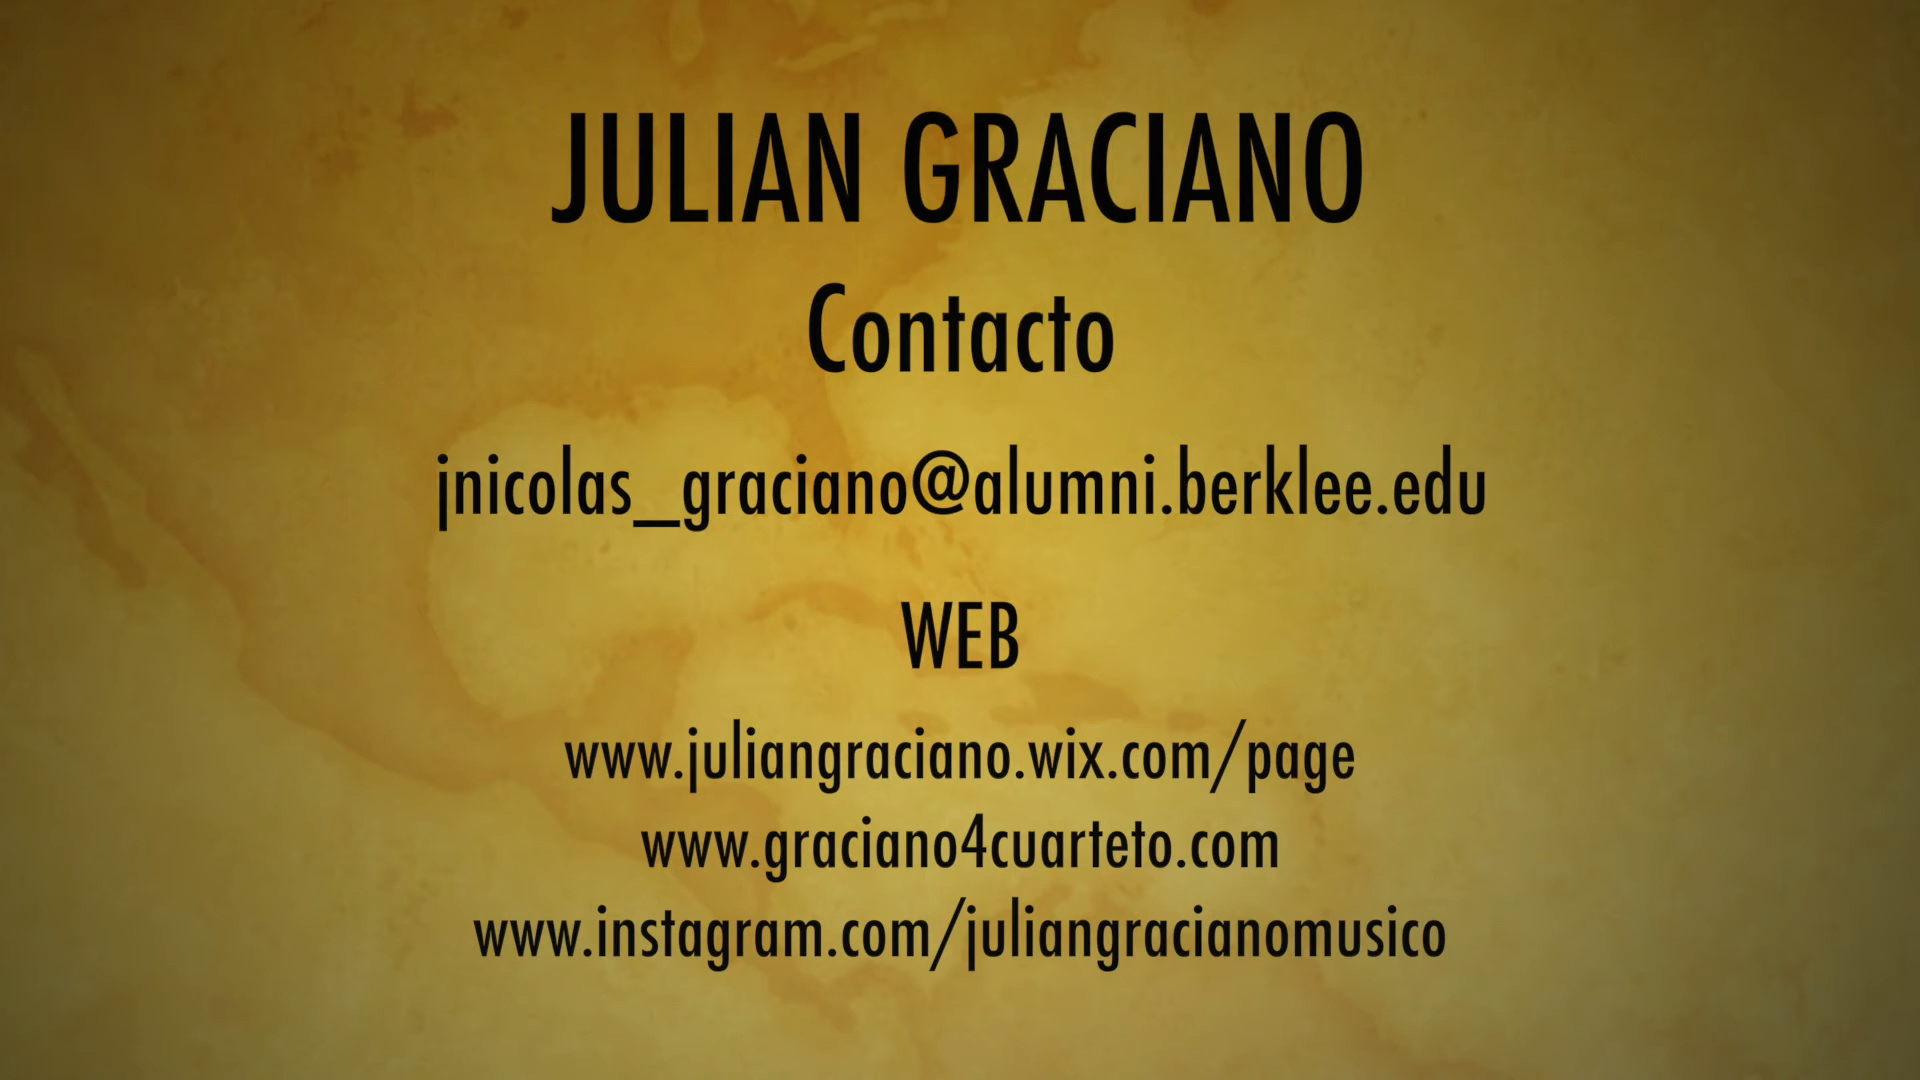 JULIAN GRACIANO
Contacto
jnicolas_graciano@alumni.berklee.edu
WEB
www.juliangraciano.wix.com/page
www.graciano4cuarteto.com
www.instagram.com/juliangracianomusico